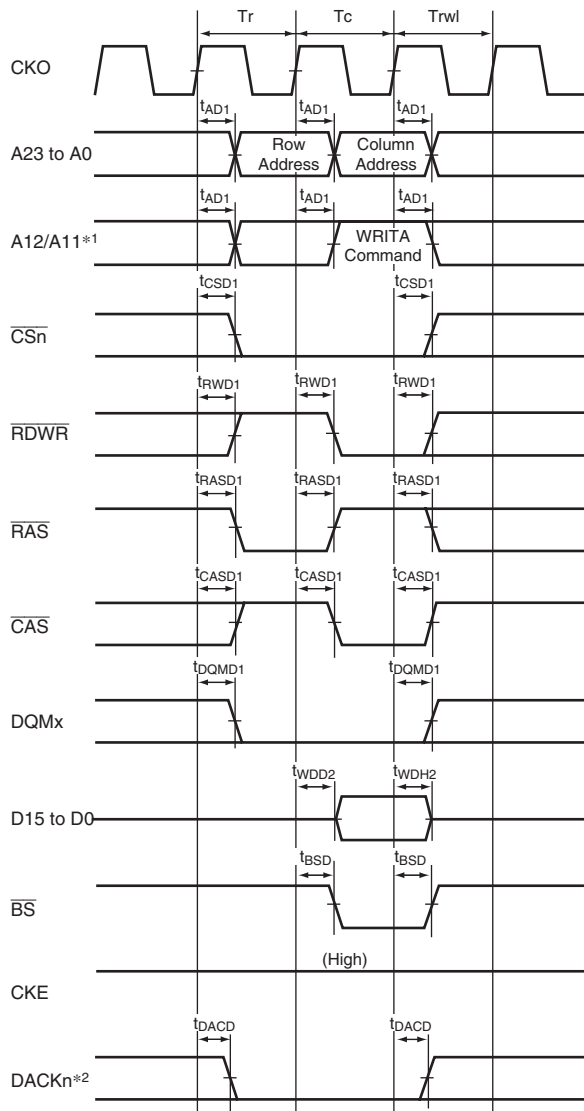 Tr Tc Trwl
CKO
tAD1 tAD1 tAD1
A23 to A0 Row Address Column Address
tAD1 tAD1 tAD1
A12/A11*1 WRITA Command
tCSD1 tCSD1
CSn
tRWD1 tRWD1 tRWD1
RDWR
tRASD1 tRASD1 tRASD1
RAS
tCASD1 tCASD1 tCASD1
CAS
tDQMD1 tDQMD1
DQMx
tWDD2 tWDH2
D15 to D0
tBSD tBSD
BS
(High)
CKE
tDACD tDACD
DACKn*2